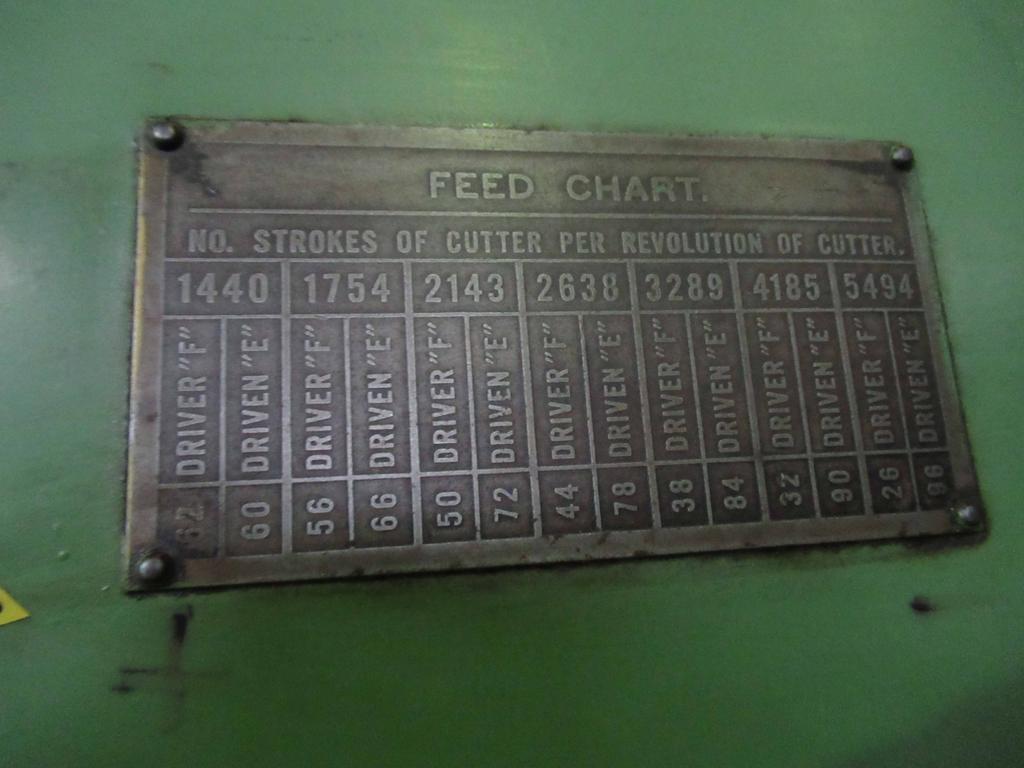 FEED CHART.
NO. STROKES OF CUTTER PER REVOLUTION OF CUTTER.
1440 1754 2143 2638 3289 4185 5494
DRIVER "F" DRIVEN "E" DRIVER "F" DRIVEN "E" DRIVER "F" DRIVEN "E" DRIVER "F" DRIVEN "E" DRIVER "F" DRIVEN "E" DRIVER "F" DRIVEN "E" DRIVER "F" DRIVEN "E"
62 60 56 66 50 72 44 78 38 84 32 90 26 96